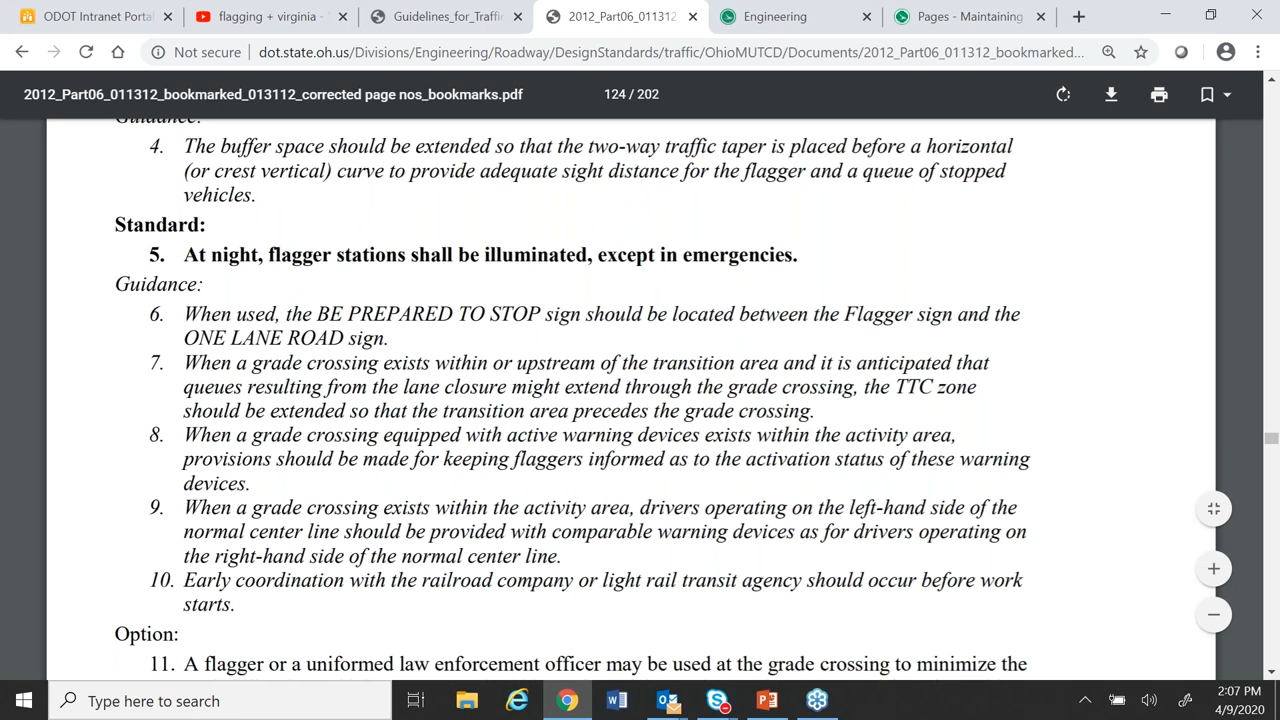 ODOT Intranet Porta
flagging + virginia -
Guidelines_for_Traffi
2012_Part06_011312
Engineering
Pages - Maintaining
Not secure
dot.state.oh.us/Divisions/Engineering/Roadway/DesignStandards/traffic/OhioMUTCD/Documents/2012_Part06_011312_bookmarked...
2012_Part06_011312_bookmarked_013112_corrected page nos_bookmarks.pdf
124 / 202
Guidance:
4. The buffer space should be extended so that the two-way traffic taper is placed before a horizontal
(or crest vertical) curve to provide adequate sight distance for the flagger and a queue of stopped
vehicles.
Standard:
5. At night, flagger stations shall be illuminated, except in emergencies.
Guidance:
6. When used, the BE PREPARED TO STOP sign should be located between the Flagger sign and the
ONE LANE ROAD sign.
7. When a grade crossing exists within or upstream of the transition area and it is anticipated that
queues resulting from the lane closure might extend through the grade crossing, the TTC zone
should be extended so that the transition area precedes the grade crossing.
8. When a grade crossing equipped with active warning devices exists within the activity area,
provisions should be made for keeping flaggers informed as to the activation status of these warning
devices.
9. When a grade crossing exists within the activity area, drivers operating on the left-hand side of the
normal center line should be provided with comparable warning devices as for drivers operating on
the right-hand side of the normal center line.
10. Early coordination with the railroad company or light rail transit agency should occur before work
starts.
Option:
11. A flagger or a uniformed law enforcement officer may be used at the grade crossing to minimize the
Type here to search
2:07 PM
4/9/2020